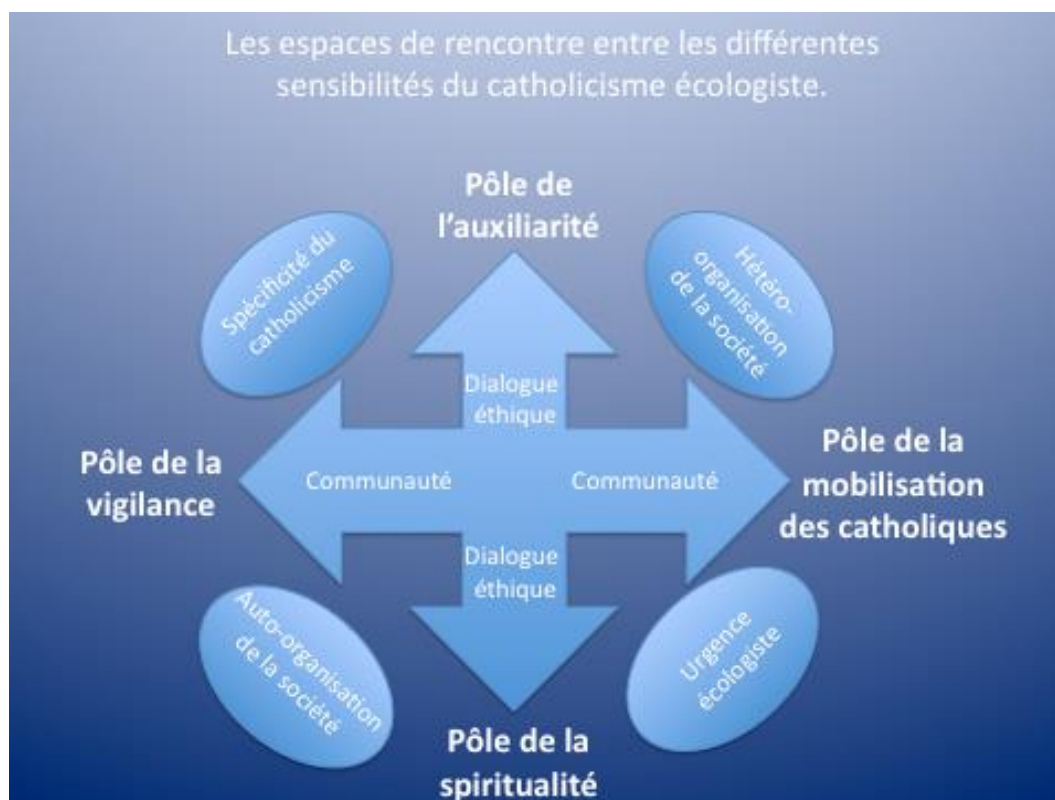 Les espaces de rencontre entre les différentes
sensibilités du catholicisme écologiste.
Pôle de
l'auxiliarité
Spécificité du
catholicisme
Hétéro-
organisation
de la société
Dialogue
éthique
Pôle de la
vigilance
Communauté
Communauté
Pôle de la
mobilisation
des catholiques
Dialogue
éthique
Auto-organisation
de la société
Urgence
écologiste
Pôle de la
spiritualité